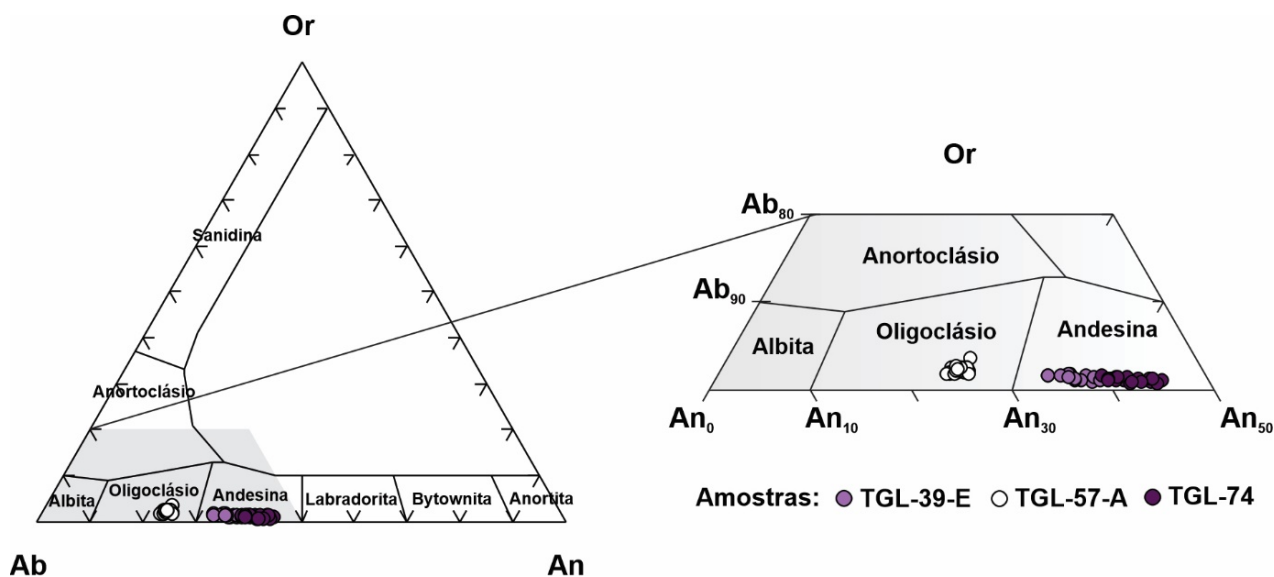 Or
Sanidina
Anortoclásio
Albita
Oligoclásio
Andesina
Labradorita
Bytownita
Anortita
Ab
An
Or
Ab80
Ab90
Anortoclásio
Albita
Oligoclásio
Andesina
An0
An10
An30
An50
Amostras: TGL-39-E TGL-57-A TGL-74